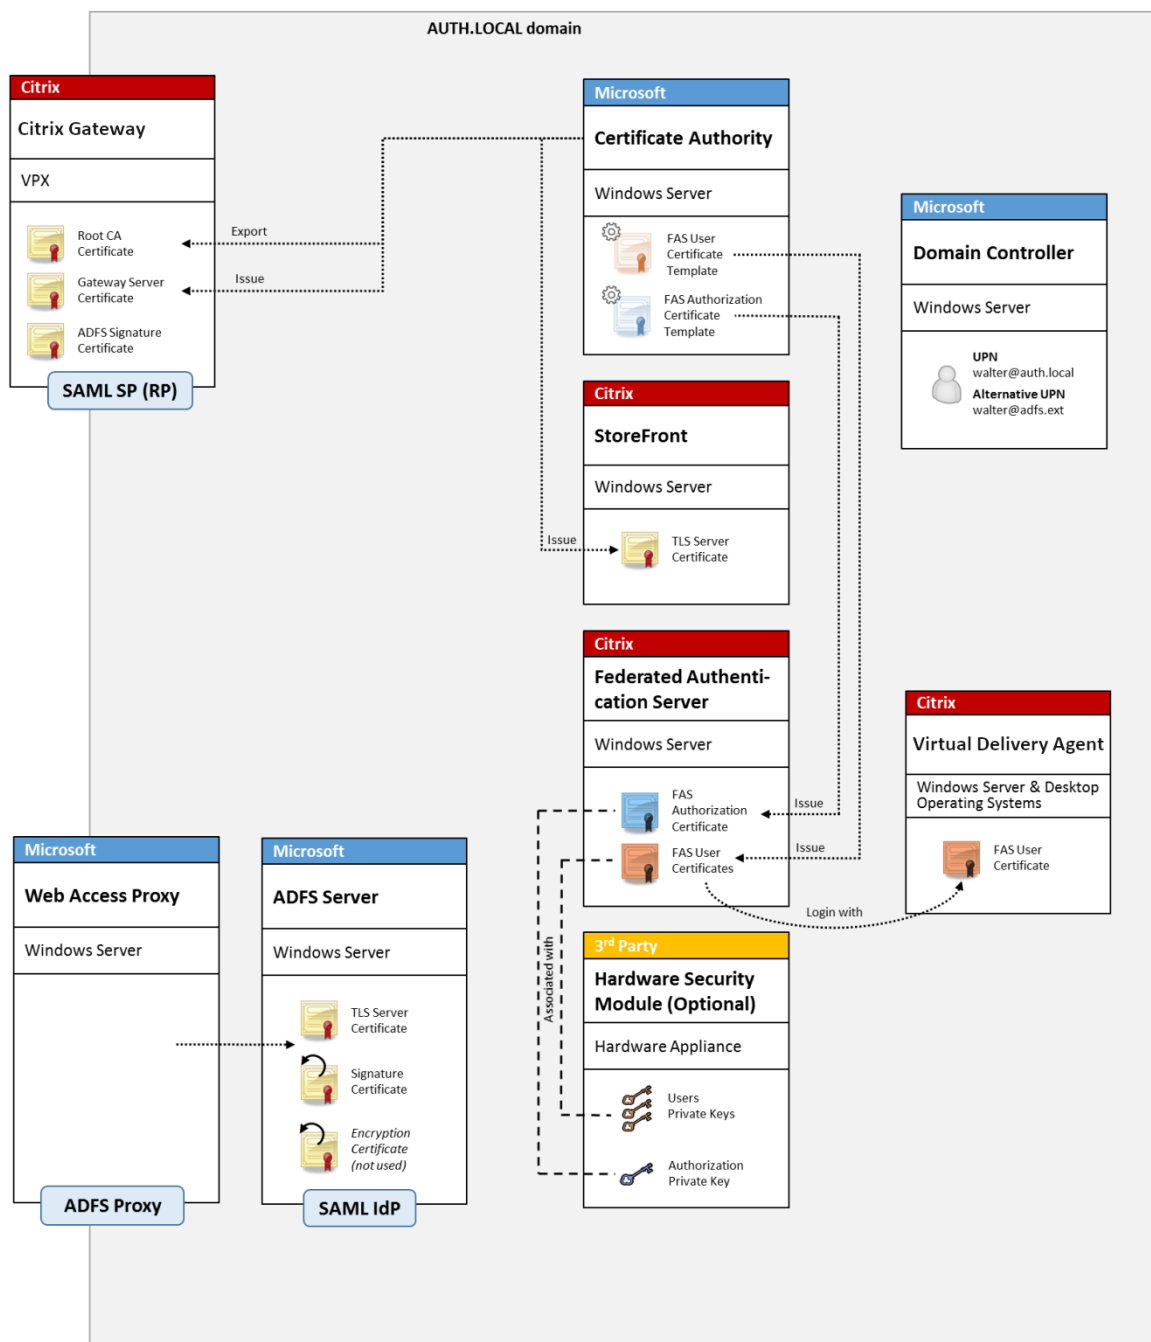 AUTH.LOCAL domain
Citrix
Citrix Gateway
VPX
Root CA
Certificate
Gateway Server
Certificate
ADFS Signature
Certificate
SAML SP (RP)
Export
Issue
Microsoft
Certificate Authority
Windows Server
FAS User
Certificate
Template
FAS Authorization
Certificate
Template
Microsoft
Domain Controller
Windows Server
UPN
walter@auth.local
Alternative UPN
walter@adfs.ext
Citrix
StoreFront
Windows Server
Issue
TLS Server
Certificate
Citrix
Federated Authenti-
cation Server
Windows Server
FAS
Authorization
Certificate
Issue
FAS User
Certificates
Issue
Login with
Citrix
Virtual Delivery Agent
Windows Server & Desktop
Operating Systems
FAS User
Certificate
Microsoft
Web Access Proxy
Windows Server
ADFS Proxy
Microsoft
ADFS Server
Windows Server
TLS Server
Certificate
Signature
Certificate
Encryption
Certificate
(not used)
SAML IdP
Associated with
3rd Party
Hardware Security
Module (Optional)
Hardware Appliance
Users
Private Keys
Authorization
Private Key